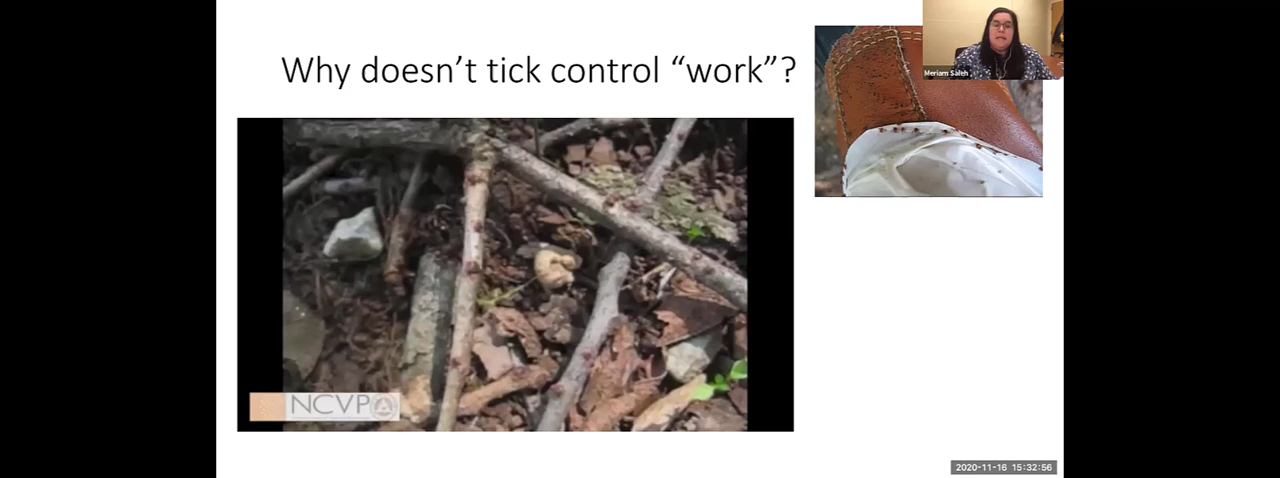 Why doesn’t tick control “work”?
Meriam Saleh
NCVP
2020-11-16 15:32:56